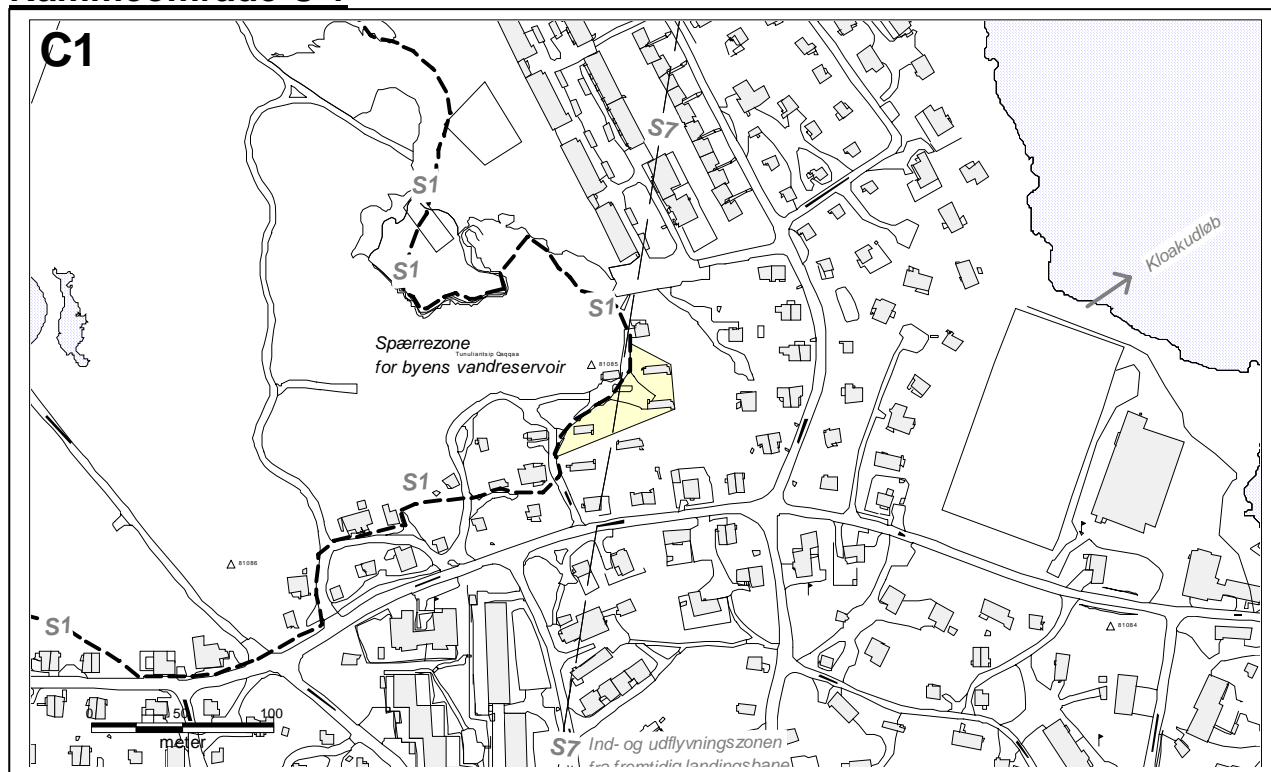 C1
S7
S1
S1
Kloakudløb
S1
Spærrezone
Tunuliaritsip Qaqqaa
for byens vandreservoir
81085
S1
81086
S1
81084
0 50 100
meter
S7 Ind- og udflyvningszonen
fra fremtidig landingsbane